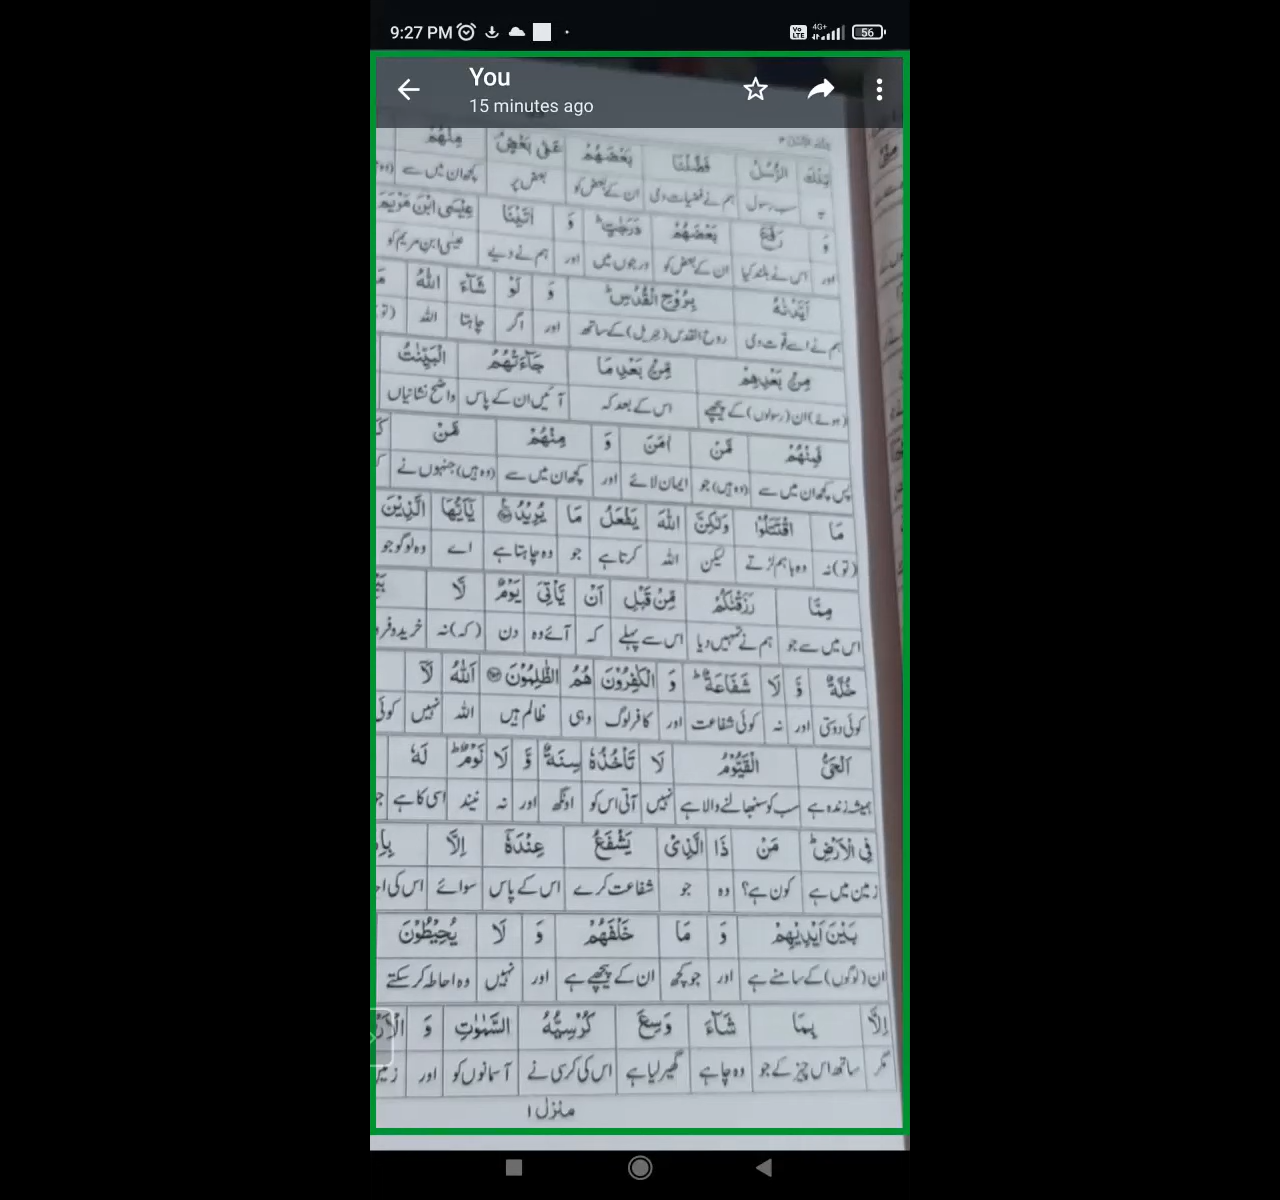 9:27 PM
4G+
56
You
15 minutes ago
تِلْكَ الرُّسُلُ فَضَّلْنَا بَعْضَهُمْ عَلٰى بَعْضٍ مِنْهُمْ
سب رسول ہم نے فضیلت دی ان کے بعض کو بعض پر کچھ ان میں سے
وَ رَفَعَ بَعْضَهُمْ دَرَجٰتٍ ؕ وَ اٰتَيْنَا عِيْسَى ابْنَ مَرْيَمَ
اور اس نے بلند کیا ان کے بعض کو درجوں میں اور ہم نے دیے عیسٰی ابن مریم کو
اَيَّدْنٰهُ بِرُوْحِ الْقُدُسِ ؕ وَ لَوْ شَآءَ اللّٰهُ
ہم نے اسے قوت دی روح القدس (جبریل) کے ساتھ اور اگر چاہتا اللہ (تو)
مِنْۢ بَعْدِهِمْ مِّنْۢ بَعْدِ مَا جَآءَتْهُمُ الْبَيِّنٰتُ
(ہوئے) ان (رسولوں) کے پیچھے اس کے بعد کہ آئیں ان کے پاس واضح نشانیاں
فَمِنْهُمْ مَّنْ اٰمَنَ وَ مِنْهُمْ مَّنْ
پس کچھ ان میں سے (وہ ہیں) جو ایمان لائے اور کچھ ان میں سے (وہ ہیں) جنہوں نے
مَا اقْتَتَلُوْا وَلٰكِنَّ اللّٰهَ يَفْعَلُ مَا يُرِيْدُ يٰٓاَيُّهَا الَّذِيْنَ
(تو) نہ وہ باہم لڑتے لیکن اللہ کرتا ہے جو وہ چاہتا ہے اے وہ لوگو جو
مِمَّا رَزَقْنٰكُمْ مِّنْ قَبْلِ اَنْ يَّاْتِيَ يَوْمٌ لَّا
اس میں سے جو ہم نے تمہیں دیا اس سے پہلے کہ آئے وہ دن (کہ) نہ
خُلَّةٌ وَّ لَا شَفَاعَةٌ ؕ وَ الْكٰفِرُوْنَ هُمُ الظّٰلِمُوْنَ اَللّٰهُ لَآ
کوئی دوستی اور نہ کوئی شفاعت اور کافر لوگ وہی ظالم ہیں اللہ نہیں کوئی
اَلْحَيُّ الْقَيُّوْمُ لَا تَاْخُذُهٗ سِنَةٌ وَّ لَا نَوْمٌ ؕ لَهٗ
ہمیشہ زندہ ہے سب کو سنبھالنے والا ہے نہیں آتی اس کو اونگھ اور نہ نیند اسی کا ہے
فِي الْاَرْضِ ؕ مَنْ ذَا الَّذِيْ يَشْفَعُ عِنْدَهٗٓ اِلَّا
زمین میں ہے کون ہے؟ وہ جو شفاعت کرے اس کے پاس سوائے اس کی
بَيْنَ اَيْدِيْهِمْ وَ مَا خَلْفَهُمْ وَ لَا يُحِيْطُوْنَ
ان (لوگوں) کے سامنے ہے اور جو کچھ ان کے پیچھے ہے اور نہیں وہ احاطہ کر سکتے
اِلَّا بِمَا شَآءَ وَسِعَ كُرْسِيُّهُ السَّمٰوٰتِ وَ
مگر ساتھ اس چیز کے جو وہ چاہے گھیر لیا ہے اس کی کرسی نے آسمانوں کو اور
منزل ۱